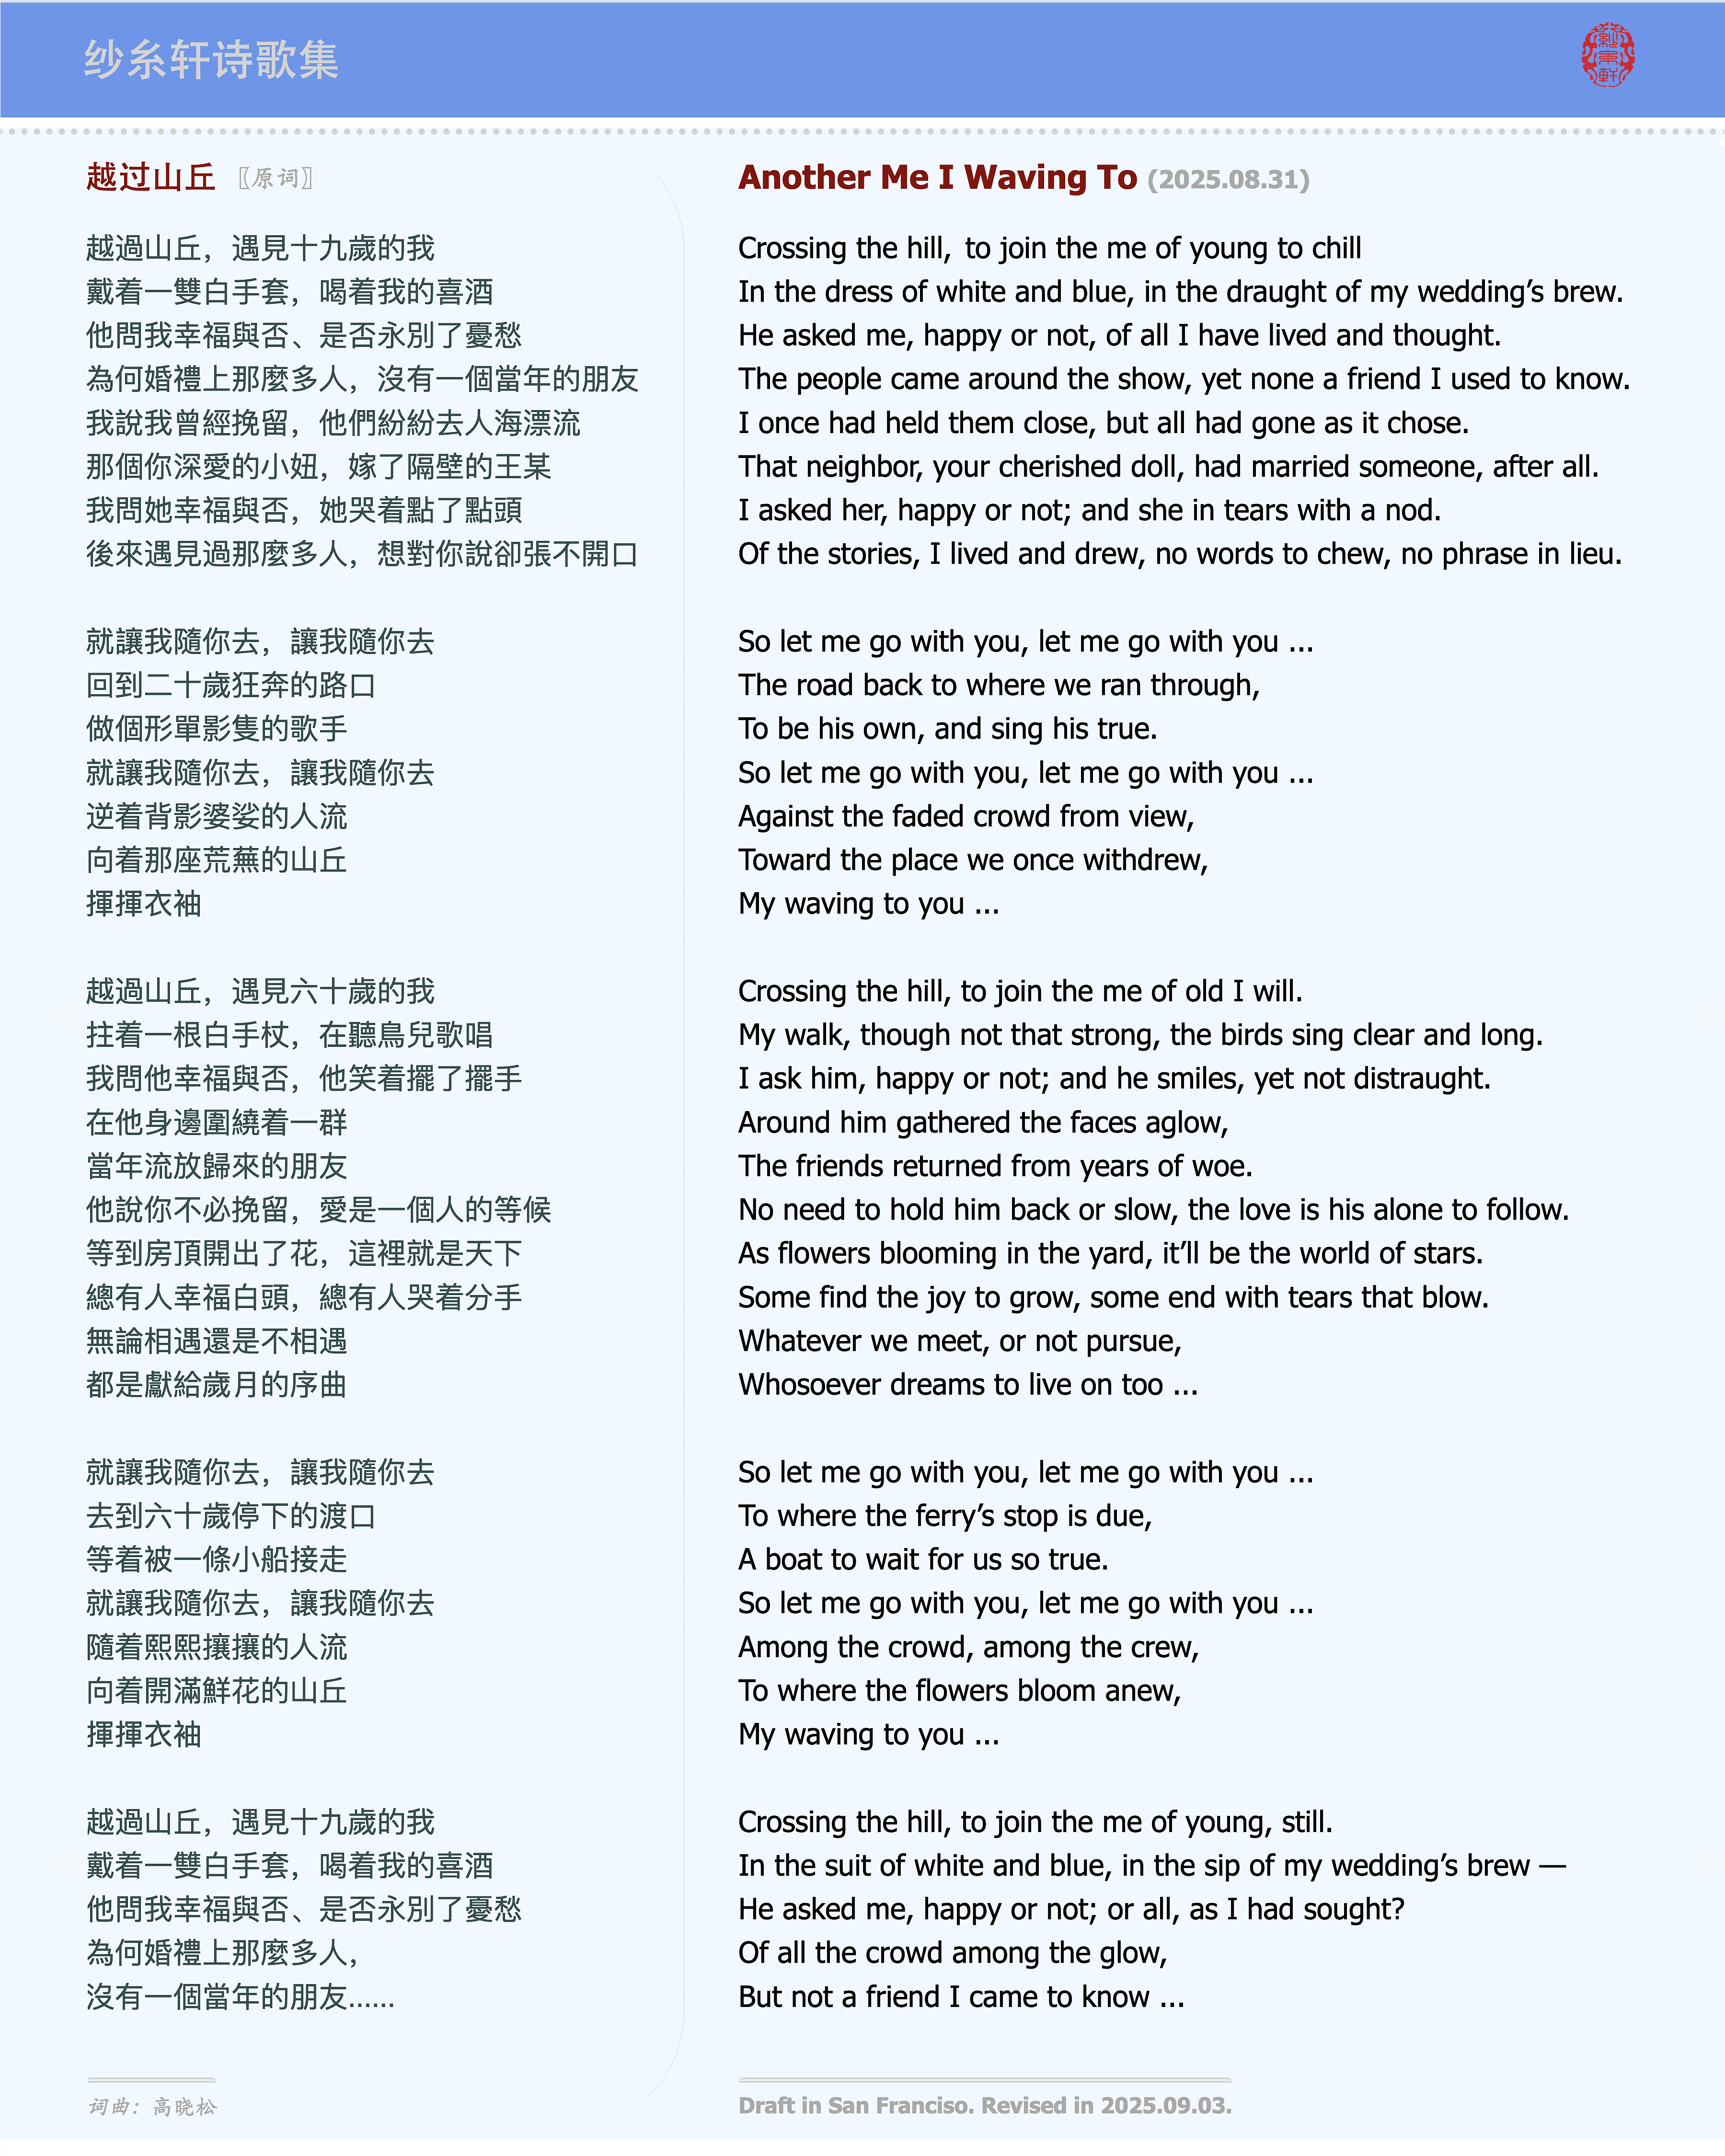 纱糸轩诗歌集
紗糸軒
越过山丘 〖原词〗
越過山丘，遇見十九歲的我
戴着一雙白手套，喝着我的喜酒
他問我幸福與否、是否永別了憂愁
為何婚禮上那麼多人，沒有一個當年的朋友
我說我曾經挽留，他們紛紛去人海漂流
那個你深愛的小妞，嫁了隔壁的王某
我問她幸福與否，她哭着點了點頭
後來遇見過那麼多人，想對你說卻張不開口
就讓我隨你去，讓我隨你去
回到二十歲狂奔的路口
做個形單影隻的歌手
就讓我隨你去，讓我隨你去
逆着背影婆娑的人流
向着那座荒蕪的山丘
揮揮衣袖
越過山丘，遇見六十歲的我
拄着一根白手杖，在聽鳥兒歌唱
我問他幸福與否，他笑着擺了擺手
在他身邊圍繞着一群
當年流放歸來的朋友
他說你不必挽留，愛是一個人的等候
等到房頂開出了花，這裡就是天下
總有人幸福白頭，總有人哭着分手
無論相遇還是不相遇
都是獻給歲月的序曲
就讓我隨你去，讓我隨你去
去到六十歲停下的渡口
等着被一條小船接走
就讓我隨你去，讓我隨你去
隨着熙熙攘攘的人流
向着開滿鮮花的山丘
揮揮衣袖
越過山丘，遇見十九歲的我
戴着一雙白手套，喝着我的喜酒
他問我幸福與否、是否永別了憂愁
為何婚禮上那麼多人，
沒有一個當年的朋友……
词曲：高晓松
Another Me I Waving To (2025.08.31)
Crossing the hill, to join the me of young to chill
In the dress of white and blue, in the draught of my wedding’s brew.
He asked me, happy or not, of all I have lived and thought.
The people came around the show, yet none a friend I used to know.
I once had held them close, but all had gone as it chose.
That neighbor, your cherished doll, had married someone, after all.
I asked her, happy or not; and she in tears with a nod.
Of the stories, I lived and drew, no words to chew, no phrase in lieu.
So let me go with you, let me go with you ...
The road back to where we ran through,
To be his own, and sing his true.
So let me go with you, let me go with you ...
Against the faded crowd from view,
Toward the place we once withdrew,
My waving to you ...
Crossing the hill, to join the me of old I will.
My walk, though not that strong, the birds sing clear and long.
I ask him, happy or not; and he smiles, yet not distraught.
Around him gathered the faces aglow,
The friends returned from years of woe.
No need to hold him back or slow, the love is his alone to follow.
As flowers blooming in the yard, it’ll be the world of stars.
Some find the joy to grow, some end with tears that blow.
Whatever we meet, or not pursue,
Whosoever dreams to live on too ...
So let me go with you, let me go with you ...
To where the ferry’s stop is due,
A boat to wait for us so true.
So let me go with you, let me go with you ...
Among the crowd, among the crew,
To where the flowers bloom anew,
My waving to you ...
Crossing the hill, to join the me of young, still.
In the suit of white and blue, in the sip of my wedding’s brew —
He asked me, happy or not; or all, as I had sought?
Of all the crowd among the glow,
But not a friend I came to know ...
Draft in San Franciso. Revised in 2025.09.03.